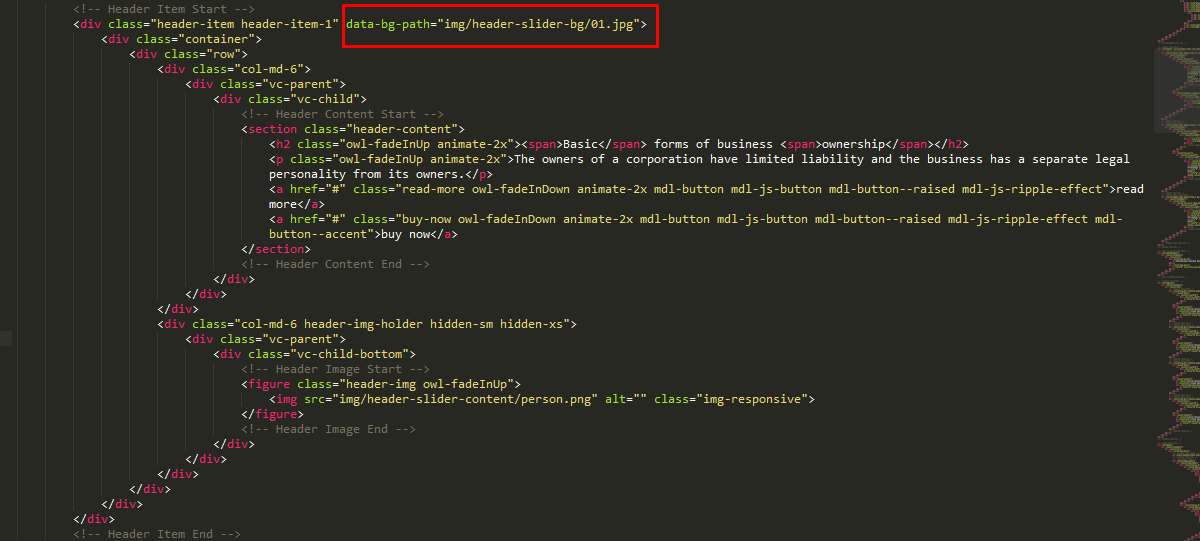 <!-- Header Item Start -->
<div class="header-item header-item-1" data-bg-path="img/header-slider-bg/01.jpg">
<div class="container">
<div class="row">
<div class="col-md-6">
<div class="vc-parent">
<div class="vc-child">
<!-- Header Content Start -->
<section class="header-content">
<h2 class="owl-fadeInUp animate-2x"><span>Basic</span> forms of business <span>ownership</span></h2>
<p class="owl-fadeInUp animate-2x">The owners of a corporation have limited liability and the business has a separate legal
personality from its owners.</p>
<a href="#" class="read-more owl-fadeInDown animate-2x mdl-button mdl-js-button mdl-button--raised mdl-js-ripple-effect">read
more</a>
<a href="#" class="buy-now owl-fadeInDown animate-2x mdl-button mdl-js-button mdl-button--raised mdl-js-ripple-effect mdl-
button--accent">buy now</a>
</section>
<!-- Header Content End -->
</div>
</div>
</div>
<div class="col-md-6 header-img-holder hidden-sm hidden-xs">
<div class="vc-parent">
<div class="vc-child-bottom">
<!-- Header Image Start -->
<figure class="header-img owl-fadeInUp">
<img src="img/header-slider-content/person.png" alt="" class="img-responsive">
</figure>
<!-- Header Image End -->
</div>
</div>
</div>
</div>
</div>
</div>
<!-- Header Item End -->